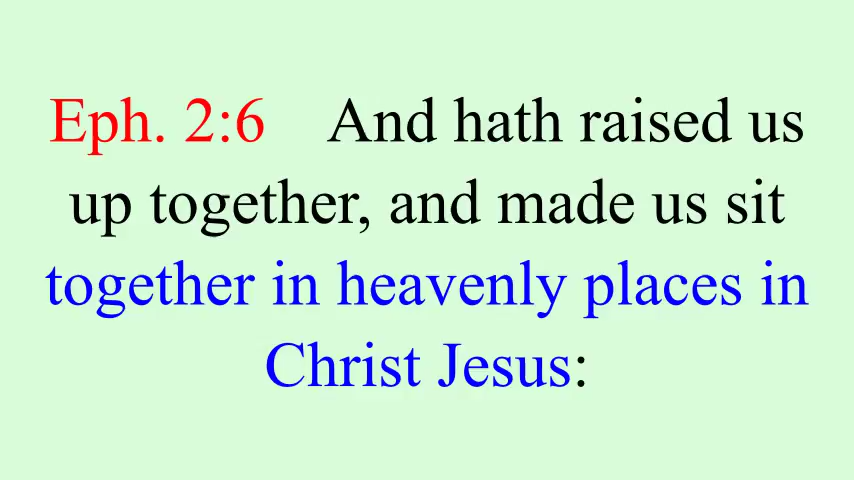 Eph. 2:6 And hath raised us
up together, and made us sit
together in heavenly places in
Christ Jesus: